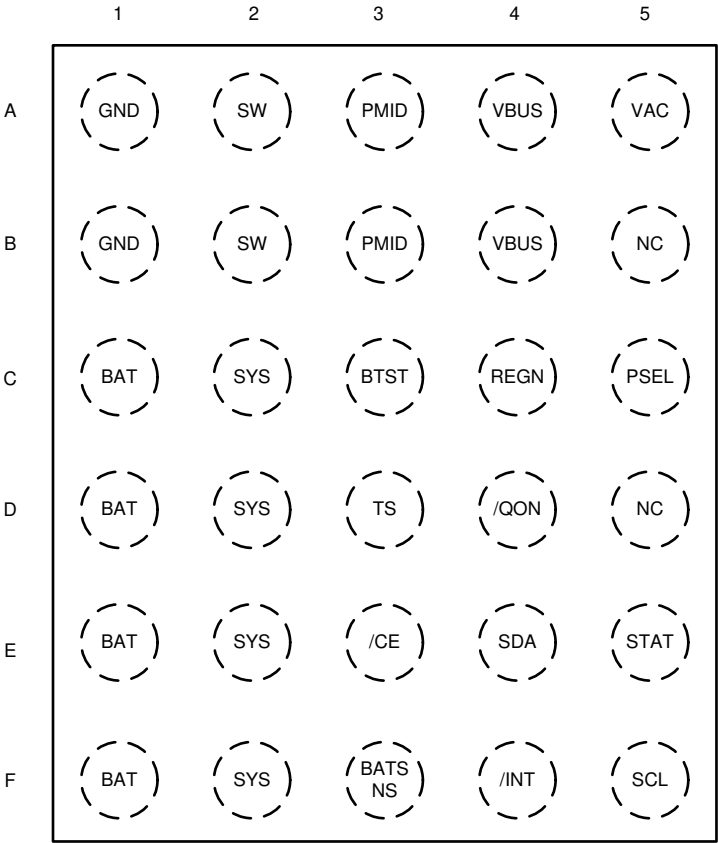 1 2 3 4 5
A GND SW PMID VBUS VAC
B GND SW PMID VBUS NC
C BAT SYS BTST REGN PSEL
D BAT SYS TS /QON NC
E BAT SYS /CE SDA STAT
F BAT SYS BATS /INT SCL
NS